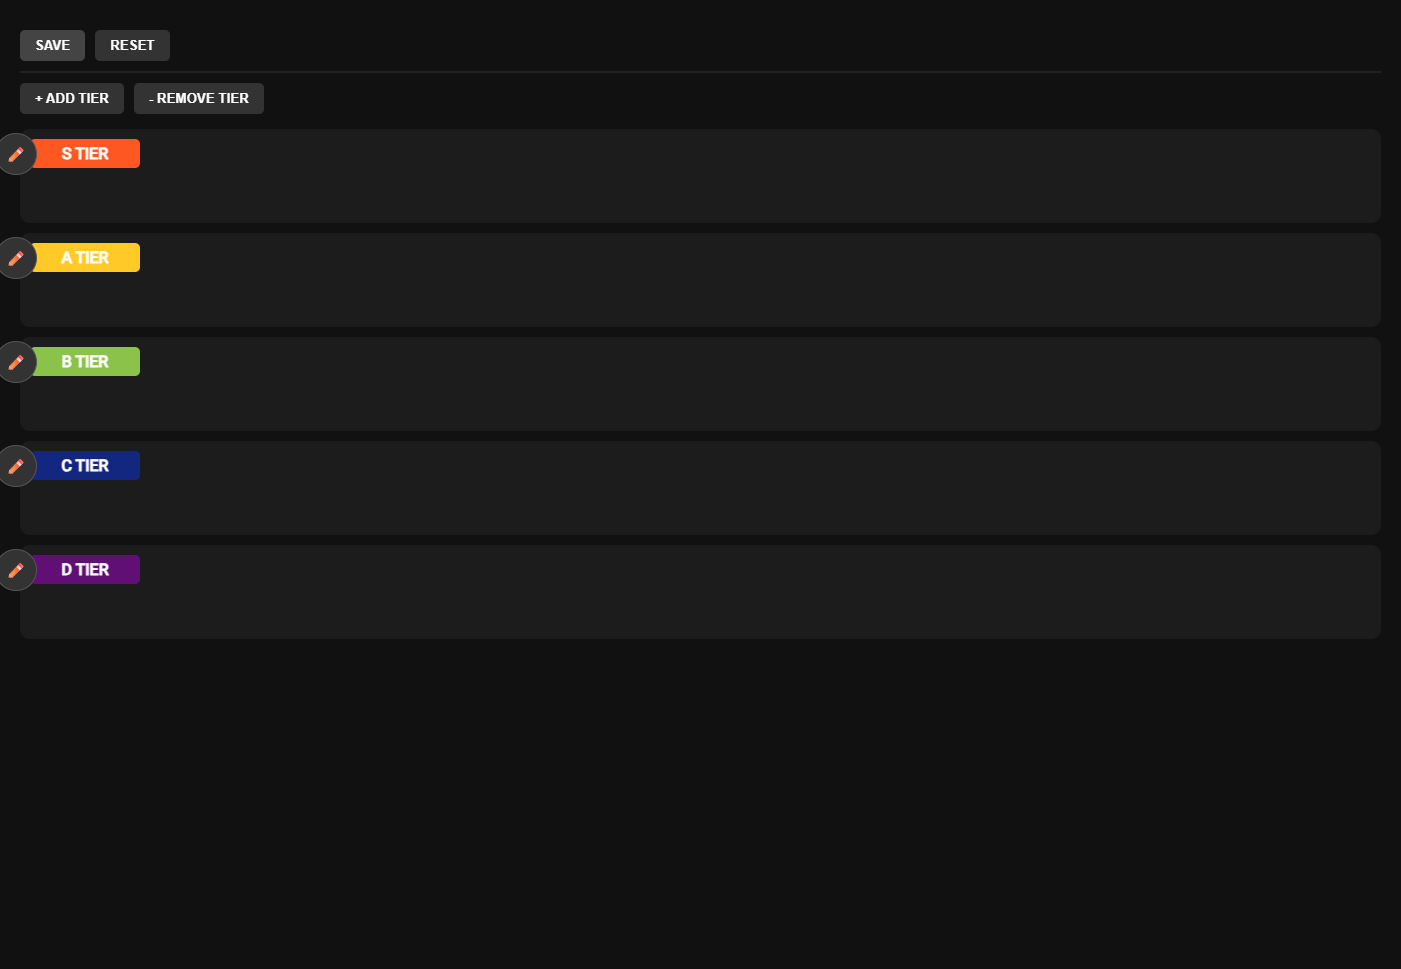 SAVE RESET
+ ADD TIER - REMOVE TIER
S TIER
A TIER
B TIER
C TIER
D TIER